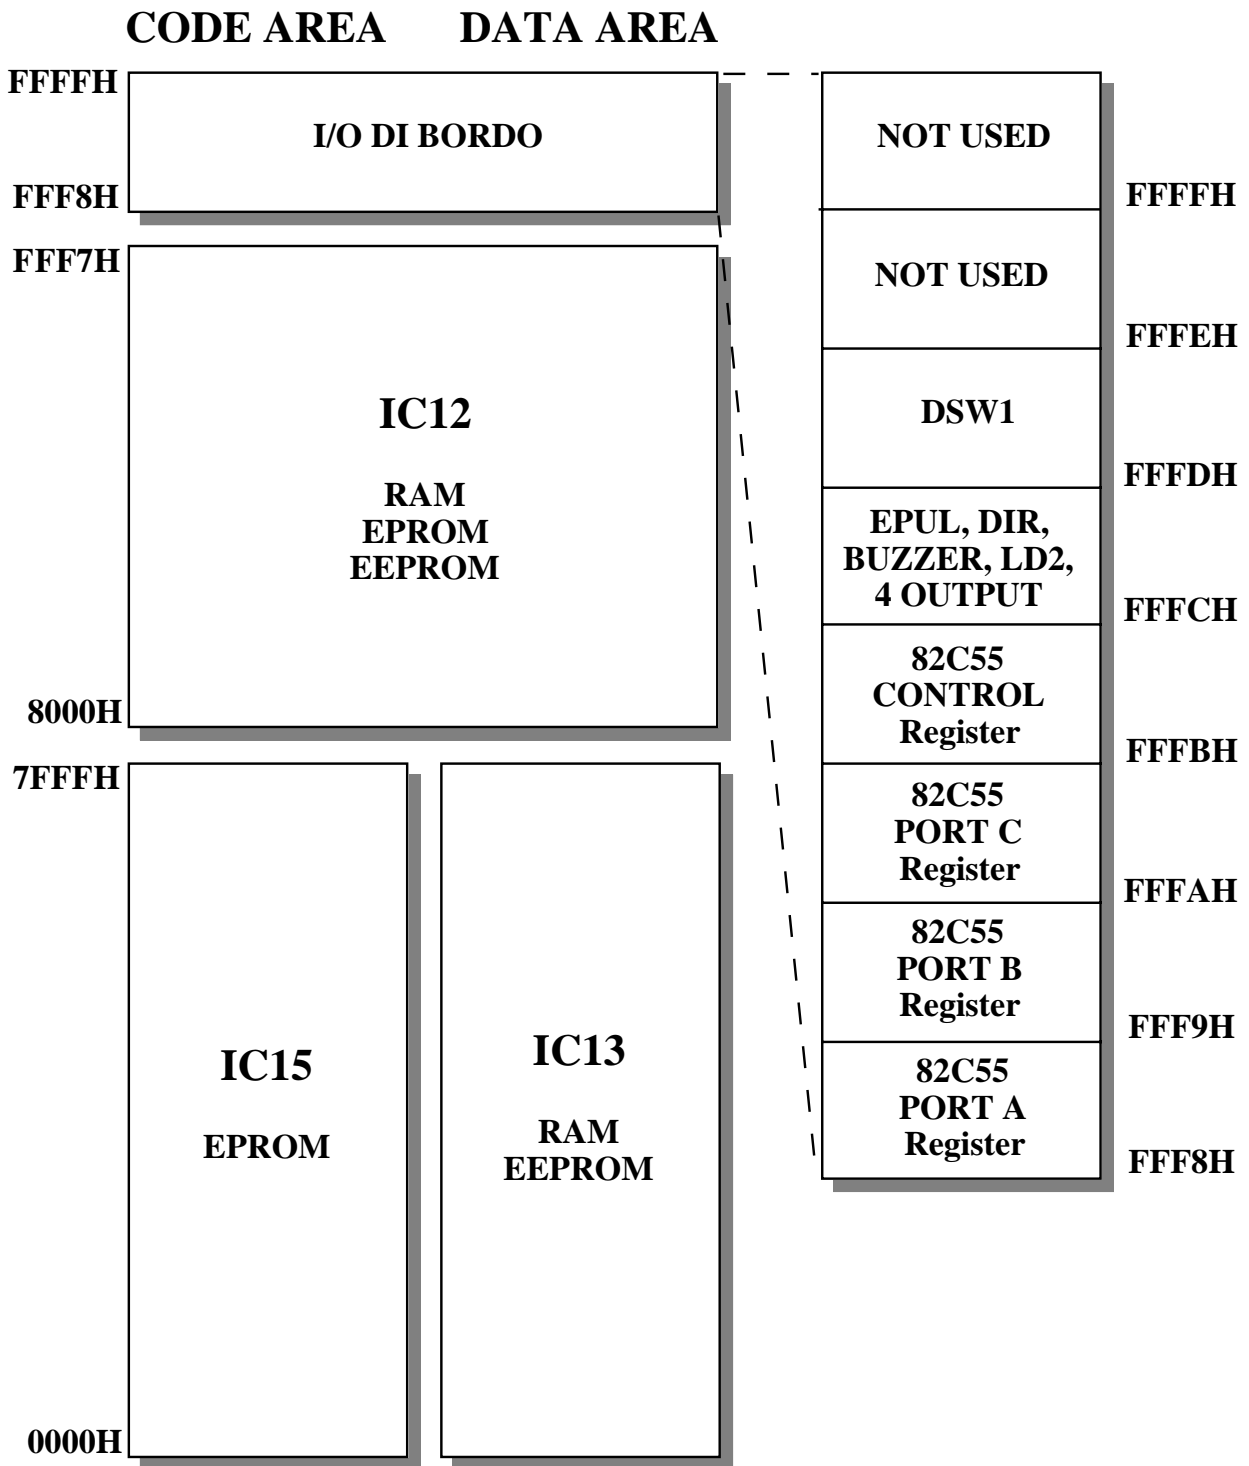 CODE AREA
DATA AREA
FFFFH
I/O DI BORDO
FFF8H
FFF7H
IC12
RAM
EPROM
EEPROM
8000H
7FFFH
IC15
EPROM
IC13
RAM
EEPROM
0000H
NOT USED
FFFFH
NOT USED
FFFEH
DSW1
FFFDH
EPUL, DIR,
BUZZER, LD2,
4 OUTPUT
FFFCH
82C55
CONTROL
Register
FFFBH
82C55
PORT C
Register
FFFAH
82C55
PORT B
Register
FFF9H
82C55
PORT A
Register
FFF8H